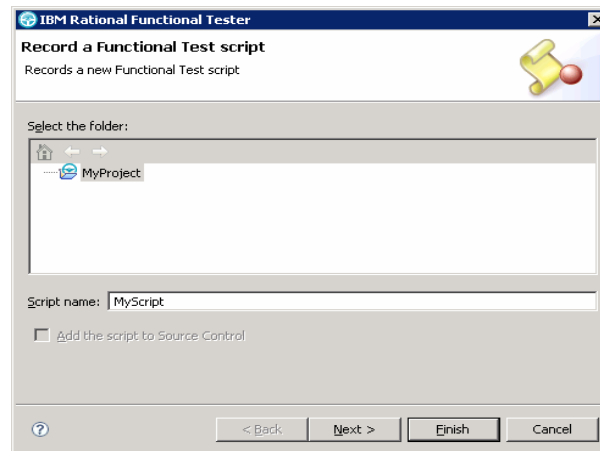 IBM Rational Functional Tester
Record a Functional Test script
Records a new Functional Test script
Select the folder:
MyProject
Script name: MyScript
Add the script to Source Control
< Back Next > Finish Cancel